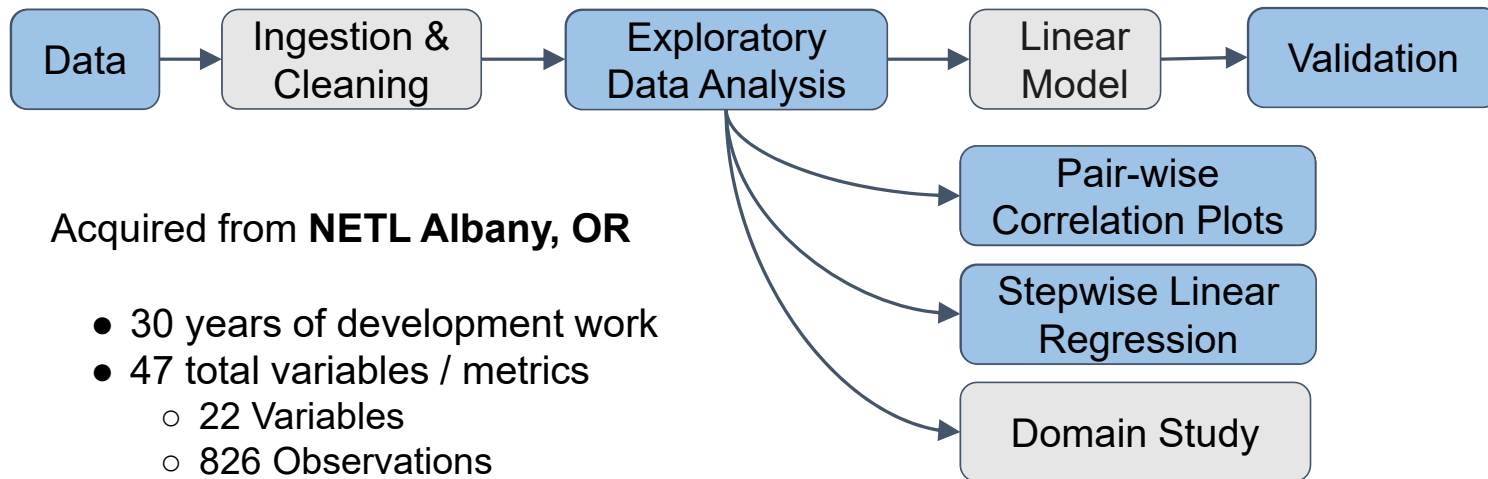 Data
Ingestion &
Cleaning
Exploratory
Data Analysis
Linear
Model
Validation
Pair-wise
Correlation Plots
Stepwise Linear
Regression
Domain Study
Acquired from NETL Albany, OR
● 30 years of development work
● 47 total variables / metrics
○ 22 Variables
○ 826 Observations